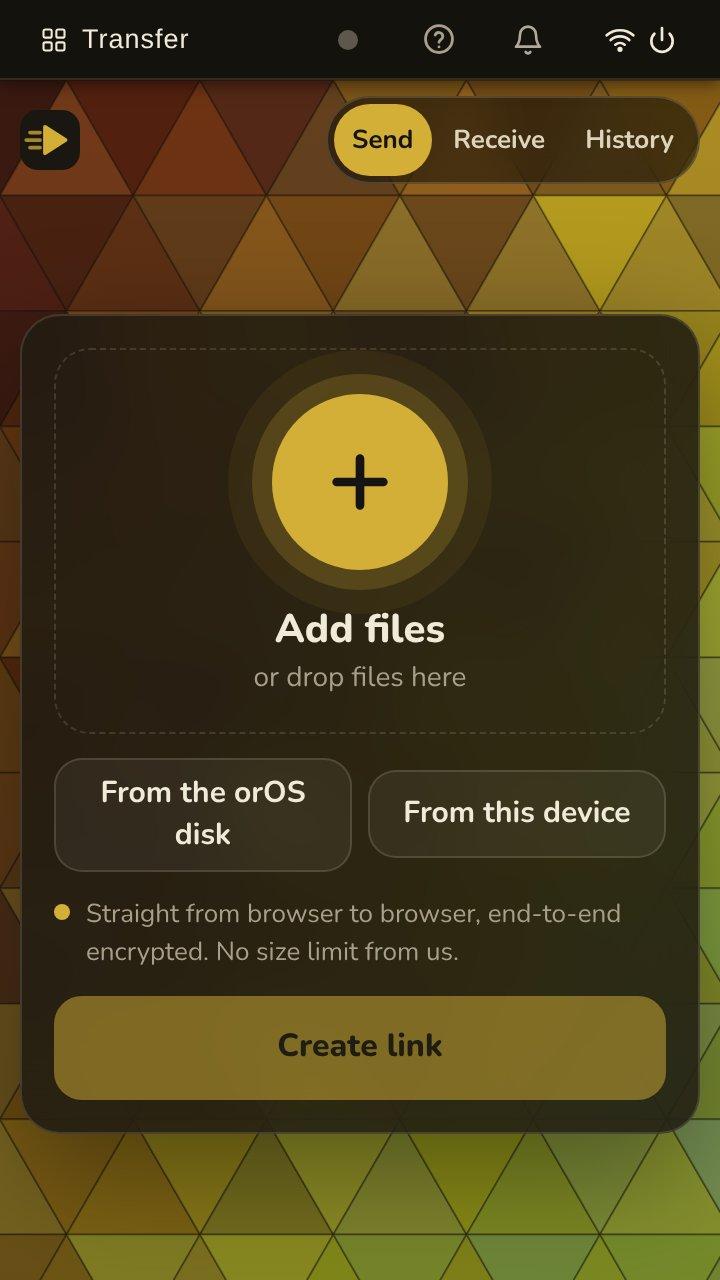 Transfer
Send Receive History
Add files
or drop files here
From the orOS
disk
From this device
Straight from browser to browser, end-to-end
encrypted. No size limit from us.
Create link